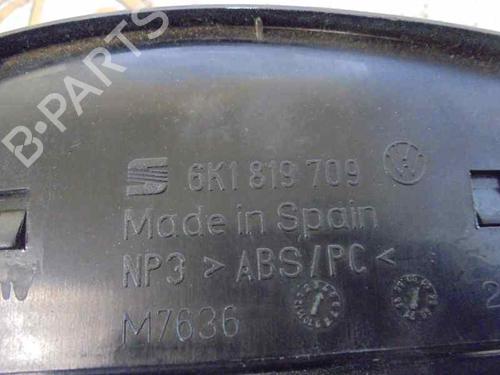 B-PARTS
6K1 819 709
Made in Spain
NP3 > ABS/PC <
M7636